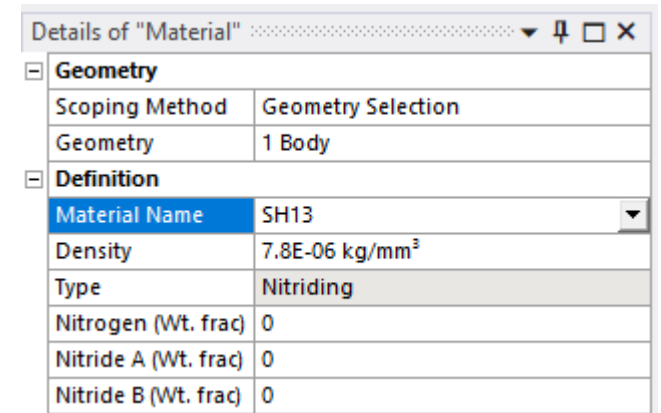 Details of "Material"
Geometry
Scoping Method Geometry Selection
Geometry 1 Body
Definition
Material Name SH13
Density 7.8E-06 kg/mm³
Type Nitriding
Nitrogen (Wt. frac) 0
Nitride A (Wt. frac) 0
Nitride B (Wt. frac) 0